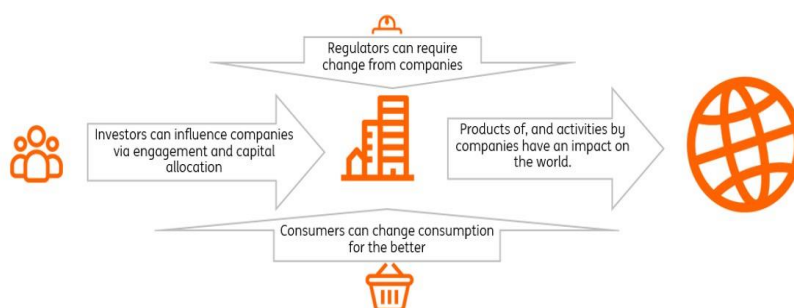 Regulators can require
change from companies
Investors can influence companies
via engagement and capital
allocation
Products of, and activities by
companies have an impact on
the world.
Consumers can change consumption
for the better